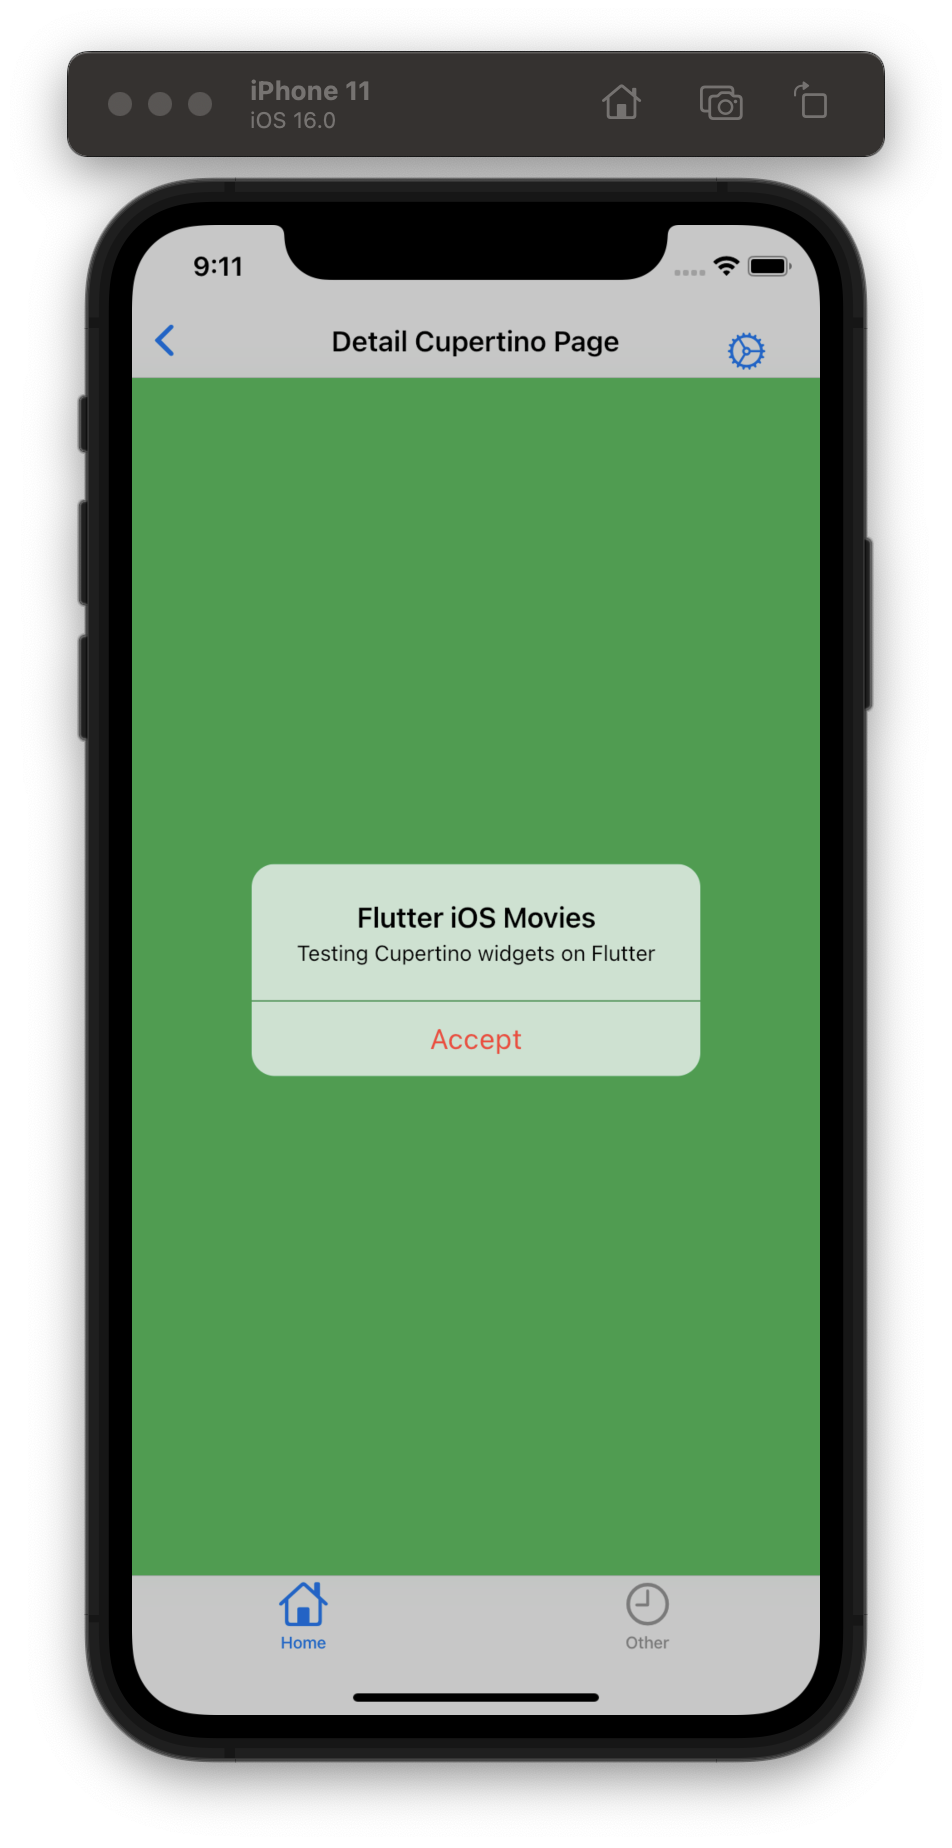 iPhone 11
iOS 16.0
9:11
Detail Cupertino Page
Flutter iOS Movies
Testing Cupertino widgets on Flutter
Accept
Home
Other